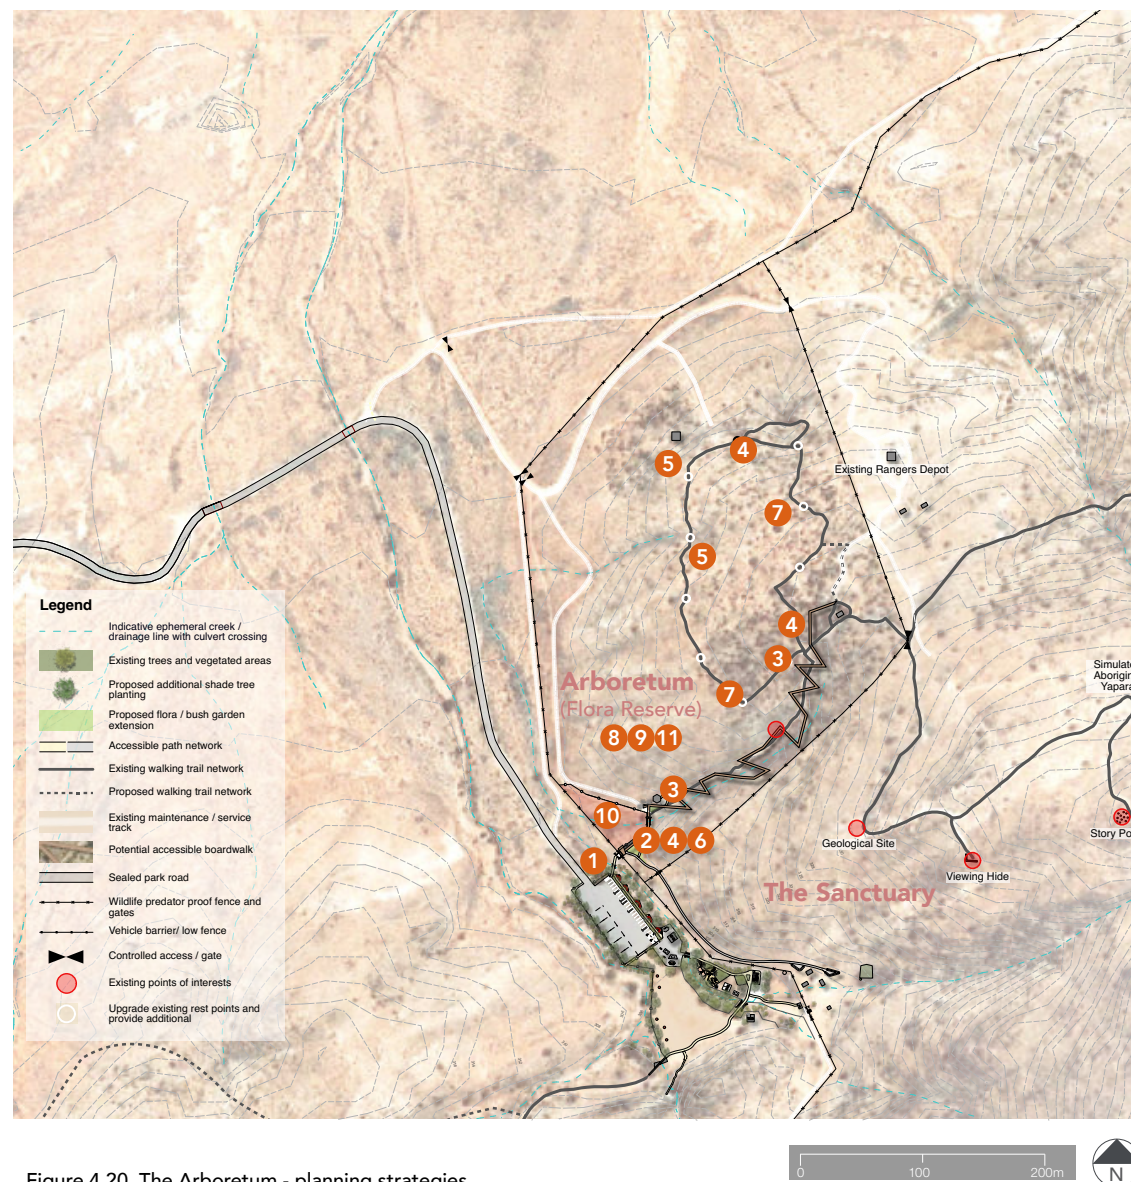 5
4
Existing Rangers Depot
7
5
Legend
Indicative ephemeral creek /
drainage line with culvert crossing
Existing trees and vegetated areas
Proposed additional shade tree
planting
Proposed flora / bush garden
extension
Accessible path network
Existing walking trail network
Proposed walking trail network
Existing maintenance / service
track
Potential accessible boardwalk
Sealed park road
Wildlife predator proof fence and
gates
Vehicle barrier/ low fence
Controlled access / gate
Existing points of interests
Upgrade existing rest points and
provide additional
4
3
Simulate
Aborigin
Yapara
Arboretum
(Flora Reserve)
7
8 9 11
3
10
2 4 6
1
Geological Site
Story Po
Viewing Hide
The Sanctuary
0 100 200m
N
Figure 4.20 The Arboretum - planning strategies